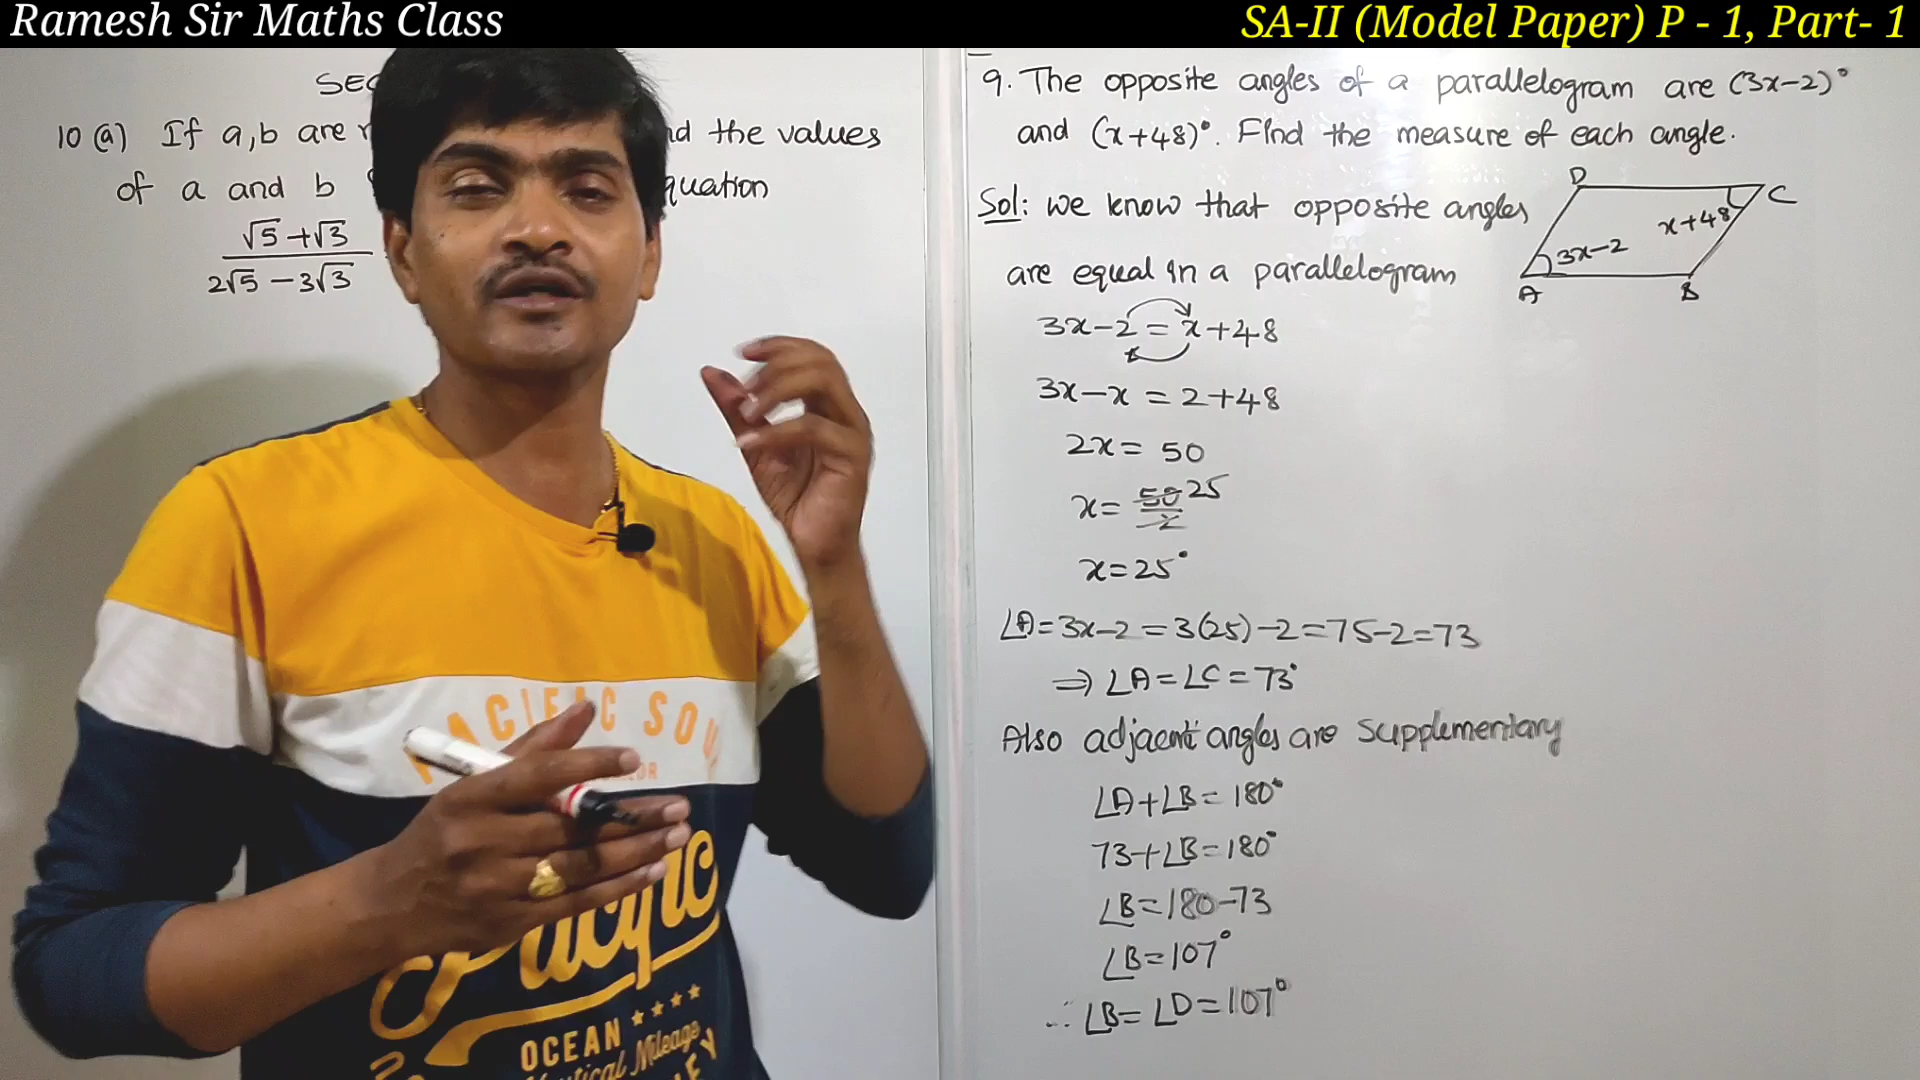 Ramesh Sir Maths Class
SA-II (Model Paper) P - 1, Part- 1
SEC
10 (a) If a,b are nd the values
of a and b quation
√5 + √3
2√5 - 3√3
9. The opposite angles of a parallelogram are (3x-2)°
and (x+48)°. Find the measure of each angle.
Sol: we know that opposite angles
are equal in a parallelogram
D
C
x+48
3x-2
A
B
3x-2 = x+48
3x-x = 2+48
2x = 50
x = 50/2 25
x = 25°
∠A = 3x-2 = 3(25)-2 = 75-2 = 73
⇒ ∠A = ∠C = 73°
Also adjacent angles are supplementary
∠A+∠B = 180°
73+∠B = 180°
∠B = 180-73
∠B = 107°
∴ ∠B = ∠D = 107°
PACIFIC SOU
Pacific
OCEAN ★★★★
Nautical Mileage